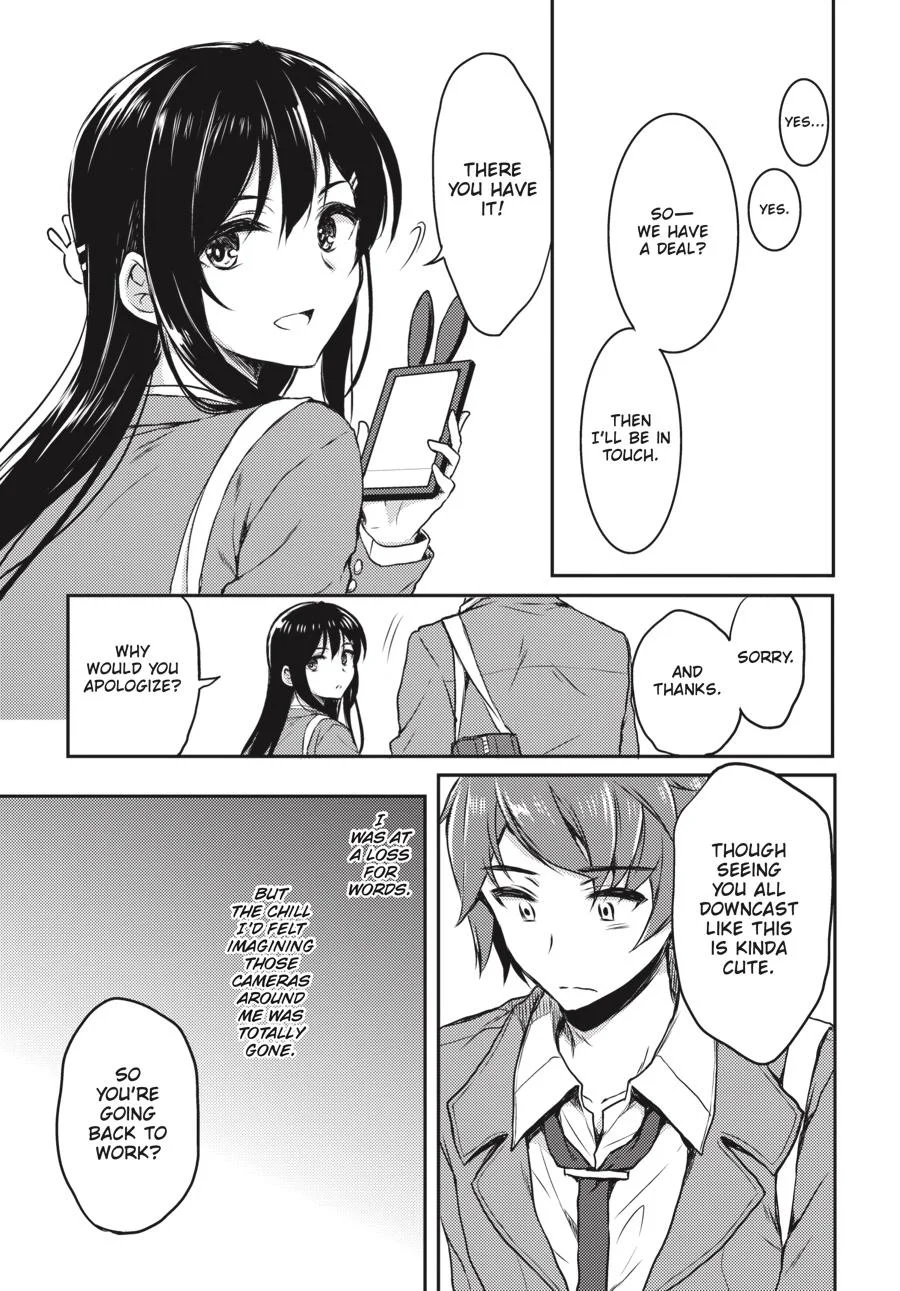 YES...
YES.
SO—
WE HAVE
A DEAL?
THEN
I'LL BE IN
TOUCH.
THERE
YOU HAVE
IT!
SORRY.
AND
THANKS.
WHY
WOULD YOU
APOLOGIZE?
THOUGH
SEEING
YOU ALL
DOWNCAST
LIKE THIS
IS KINDA
CUTE.
I
WAS AT
A LOSS
FOR
WORDS.
BUT
THE CHILL
I'D FELT
IMAGINING
THOSE
CAMERAS
AROUND
ME WAS
TOTALLY
GONE.
SO
YOU'RE
GOING
BACK TO
WORK?